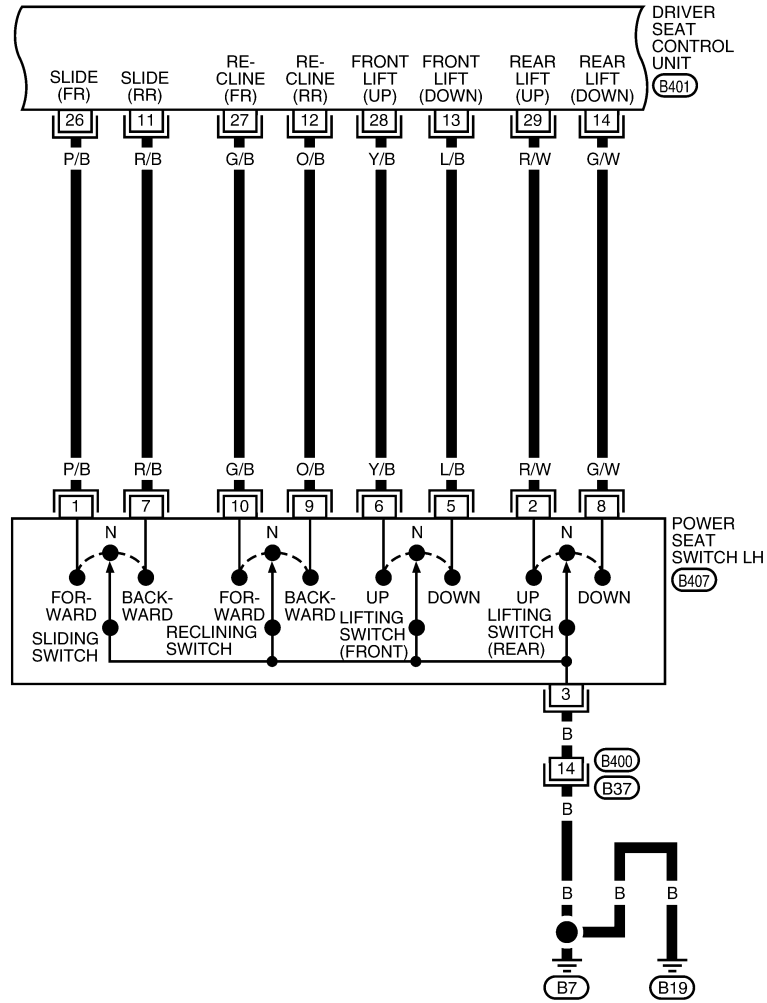 DRIVER
SEAT
CONTROL
UNIT
B401
SLIDE
(FR)
SLIDE
(RR)
RE-
CLINE
(FR)
RE-
CLINE
(RR)
FRONT
LIFT
(UP)
FRONT
LIFT
(DOWN)
REAR
LIFT
(UP)
REAR
LIFT
(DOWN)
26 11 27 12 28 13 29 14
P/B R/B G/B O/B Y/B L/B R/W G/W
P/B R/B G/B O/B Y/B L/B R/W G/W
1 7 10 9 6 5 2 8
POWER
SEAT
SWITCH LH
B407
N N N N
FOR-
WARD
BACK-
WARD
SLIDING
SWITCH
FOR-
WARD
BACK-
WARD
RECLINING
SWITCH
UP DOWN
LIFTING
SWITCH
(FRONT)
UP DOWN
LIFTING
SWITCH
(REAR)
3
B
14
B400
B37
B
B B B
B7 B19